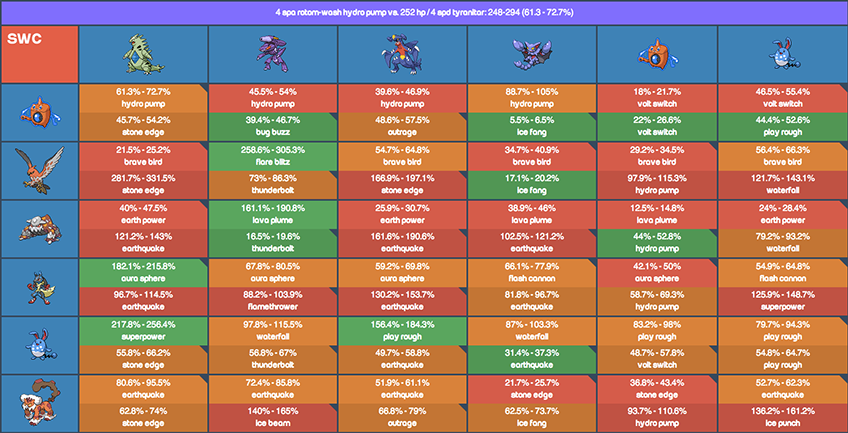 4 spa rotom-wash hydro pump vs. 252 hp / 4 spd tyranitar: 248-294 (61.3 - 72.7%)
SWC
61.3% - 72.7% 45.5% - 54% 39.6% - 46.9% 88.7% - 105% 18% - 21.7% 46.5% - 55.4%
hydro pump hydro pump hydro pump hydro pump volt switch volt switch
45.7% - 54.2% 39.4% - 46.7% 48.6% - 57.5% 5.5% - 6.5% 22% - 26.6% 44.4% - 52.6%
stone edge bug buzz outrage ice fang volt switch play rough
21.5% - 25.2% 258.6% - 305.3% 54.7% - 64.8% 34.7% - 40.9% 29.2% - 34.5% 56.4% - 66.3%
brave bird flare blitz brave bird brave bird brave bird brave bird
281.7% - 331.5% 73% - 86.3% 166.9% - 197.1% 17.1% - 20.2% 97.9% - 115.3% 121.7% - 143.1%
stone edge thunderbolt stone edge ice fang hydro pump waterfall
40% - 47.5% 161.1% - 190.8% 25.9% - 30.7% 38.9% - 46% 12.5% - 14.8% 24% - 28.4%
earth power lava plume earth power lava plume lava plume earth power
121.2% - 143% 16.5% - 19.6% 161.6% - 190.6% 102.5% - 121.2% 44% - 52.8% 79.2% - 93.2%
earthquake thunderbolt earthquake earthquake hydro pump waterfall
182.1% - 215.8% 67.8% - 80.5% 59.2% - 69.8% 66.1% - 77.9% 42.1% - 50% 54.9% - 64.8%
aura sphere aura sphere aura sphere flash cannon aura sphere flash cannon
96.7% - 114.5% 88.2% - 103.9% 130.2% - 153.7% 81.8% - 96.7% 58.7% - 69.3% 125.9% - 148.7%
earthquake flamethrower earthquake earthquake hydro pump superpower
217.8% - 256.4% 97.8% - 115.5% 156.4% - 184.3% 87% - 103.3% 83.2% - 98% 79.7% - 94.3%
superpower waterfall play rough waterfall play rough play rough
55.8% - 66.2% 56.8% - 67% 49.7% - 58.8% 31.4% - 37.3% 48.7% - 57.8% 54.8% - 64.7%
stone edge thunderbolt earthquake earthquake volt switch play rough
80.6% - 95.5% 72.4% - 85.8% 51.9% - 61.1% 21.7% - 25.7% 36.8% - 43.4% 52.7% - 62.3%
earthquake earthquake earthquake stone edge stone edge earthquake
62.8% - 74% 140% - 165% 66.8% - 79% 62.5% - 73.7% 93.7% - 110.6% 136.2% - 161.2%
stone edge ice beam outrage ice fang hydro pump ice punch